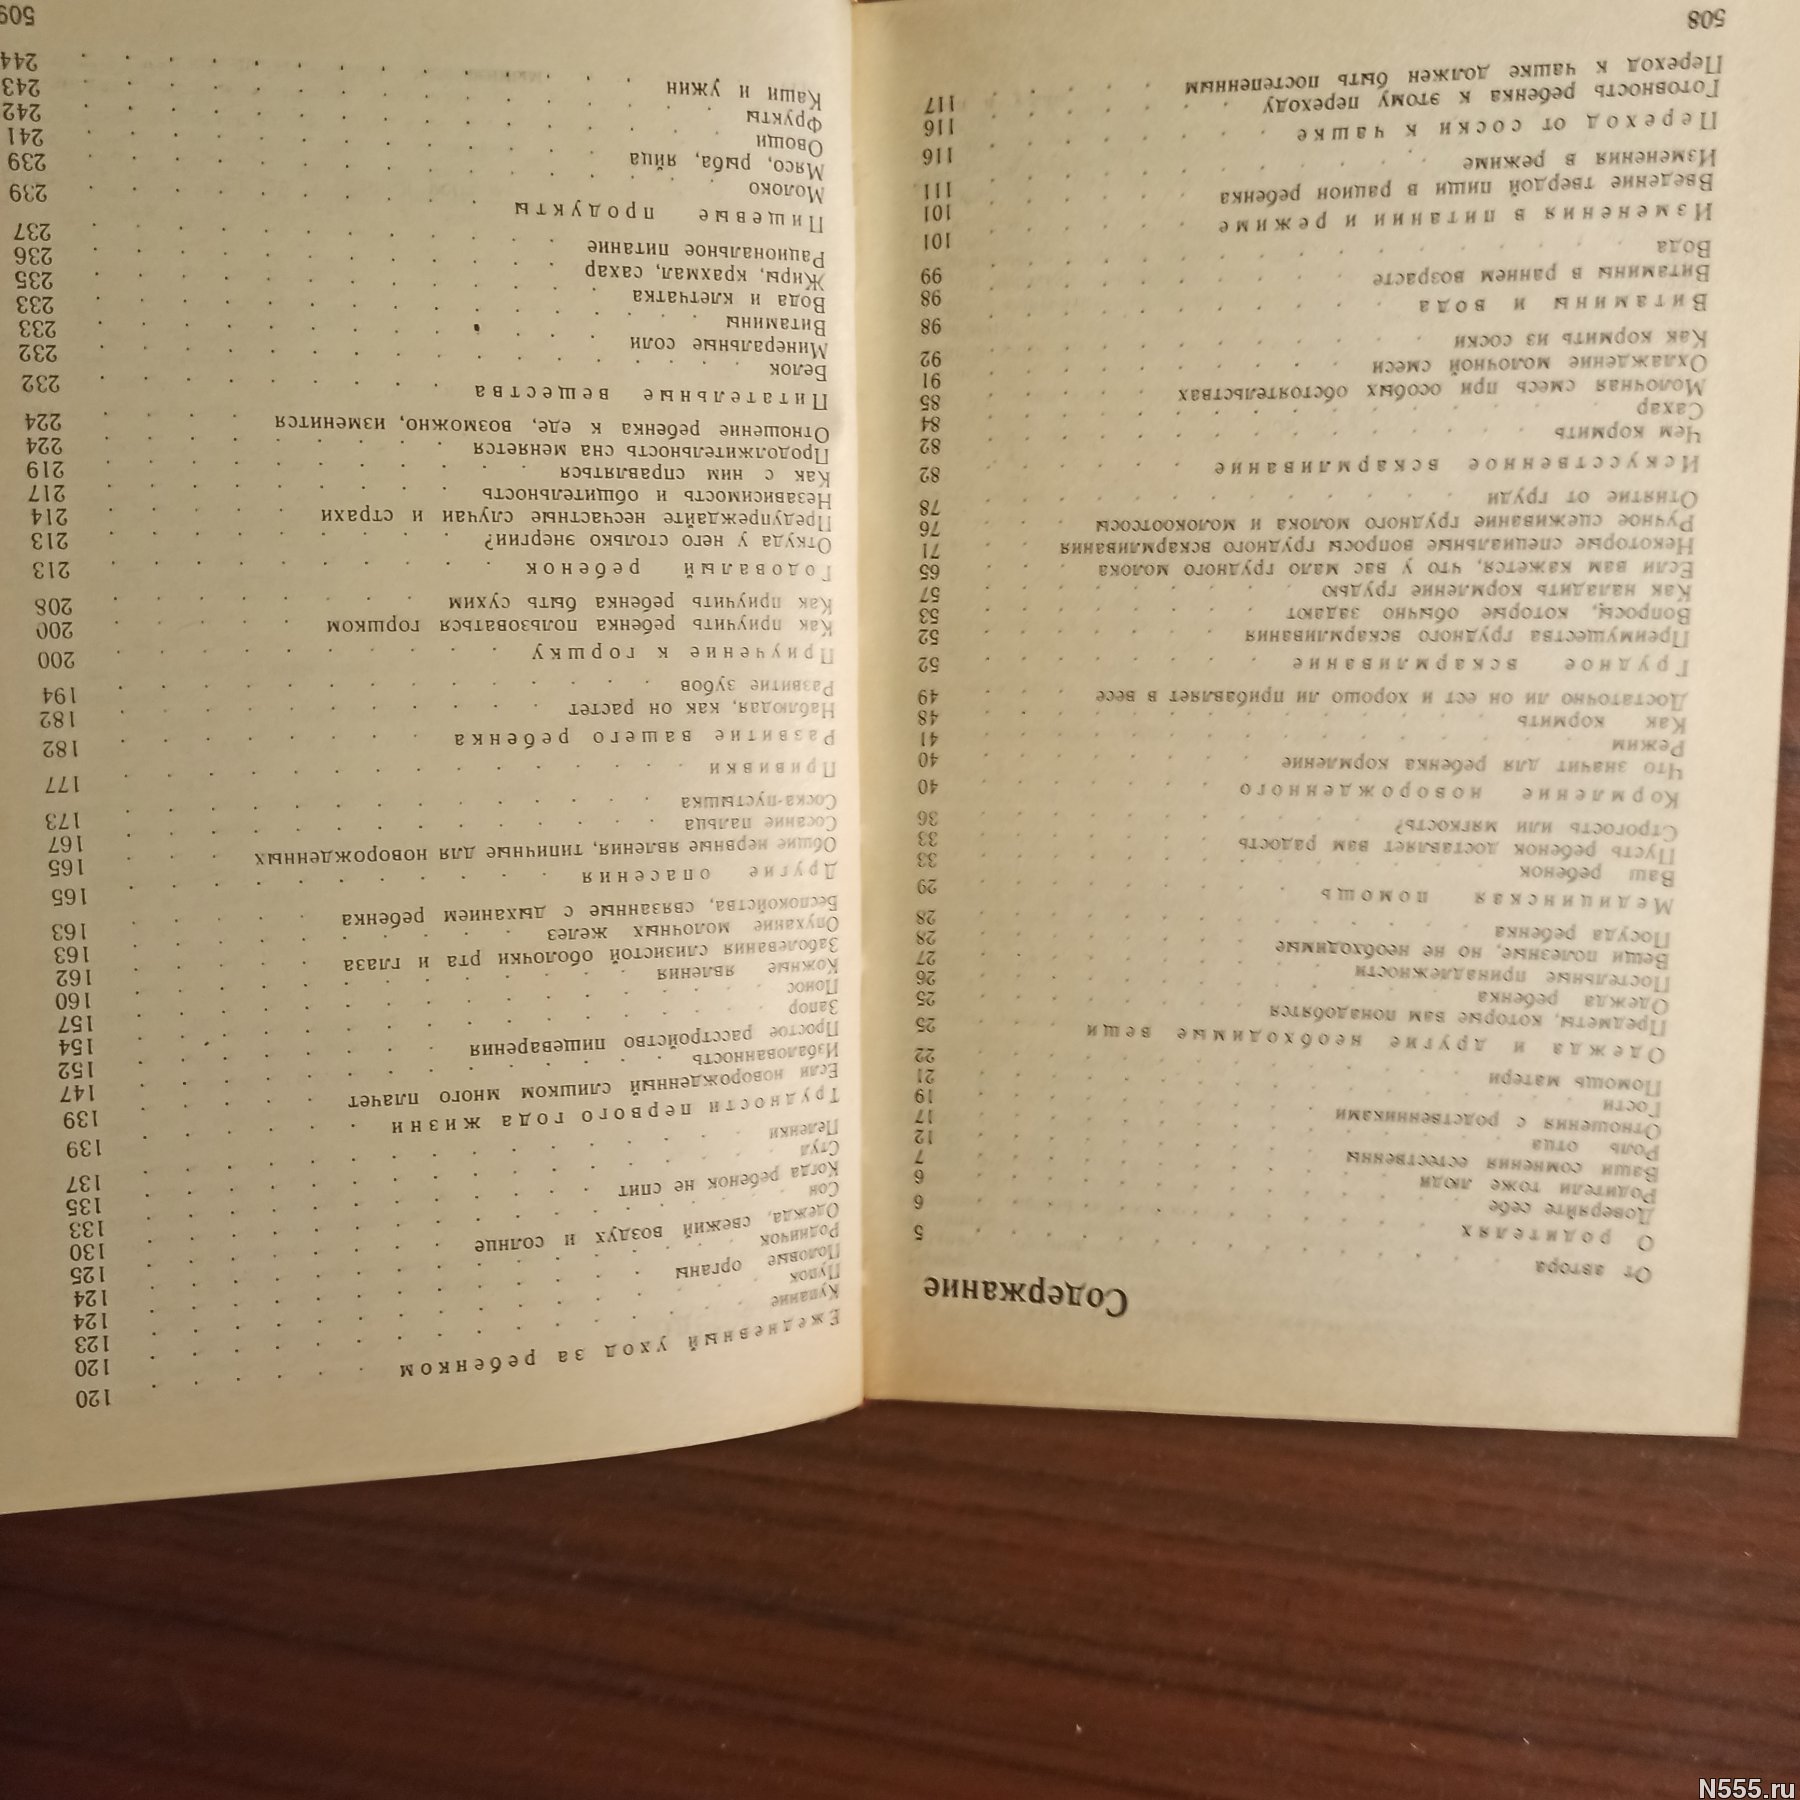 Содержание
От автора 5
О родителях 6
Доверяйте себе 6
Родители тоже люди 7
Ваши сомнения естественны 12
Роль отца 17
Отношения с родственниками 19
Гости 21
Помощь матери 22
Одежда и другие необходимые вещи 25
Предметы, которые вам понадобятся 25
Одежда ребенка 26
Постельные принадлежности 27
Вещи полезные, но не необходимые 28
Посуда ребенка 28
Медицинская помощь 29
Ваш ребенок 33
Пусть ребенок доставляет вам радость 33
Строгость или мягкость? 36
Кормление новорожденного 40
Что значит для ребенка кормление 40
Режим 41
Как кормить 48
Достаточно ли он ест и хорошо ли прибавляет в весе 49
Грудное вскармливание 52
Преимущества грудного вскармливания 52
Вопросы, которые обычно задают 53
Как наладить кормление грудью 57
Если вам кажется, что у вас мало грудного молока 65
Некоторые специальные вопросы грудного вскармливания 71
Ручное сцеживание грудного молока и молокоотсосы 76
Отнятие от груди 78
Искусственное вскармливание 82
Чем кормить 82
Сахар 84
Молочная смесь при особых обстоятельствах 85
Охлаждение молочной смеси 91
Как кормить из соски 92
Витамины и вода 98
Витамины в раннем возрасте 98
Вода 99
Изменения в питании и режиме 101
Введение твердой пищи в рацион ребенка 101
Изменения в режиме 111
Переход от соски к чашке 116
Готовность ребенка к этому переходу 116
Переход к чашке должен быть постепенным 117
508
Ежедневный уход за ребенком 120
Купание 120
Пупок 123
Половые органы 124
Родничок 124
Одежда, свежий воздух и солнце 125
Сон 130
Когда ребенок не спит 133
Стул 135
Пеленки 137
Трудности первого года жизни 139
Если новорожденный слишком много плачет 139
Избалованность 147
Простое расстройство пищеварения 152
Запор 154
Понос 157
Кожные явления 160
Заболевания слизистой оболочки рта и глаза 162
Опухание молочных желез 163
Беспокойства, связанные с дыханием ребенка 163
Другие опасения 165
Общие нервные явления, типичные для новорожденных 165
Сосание пальца 167
Соска-пустышка 173
Прививки 177
Развитие вашего ребенка 182
Наблюдая, как он растет 182
Развитие зубов 194
Приучение к горшку 200
Как приучить ребенка пользоваться горшком 200
Как приучить ребенка быть сухим 208
Годовалый ребенок 213
Откуда у него столько энергии? 213
Предупреждайте несчастные случаи и страхи 214
Независимость и общительность 217
Как с ним справляться 219
Продолжительность сна меняется 224
Отношение ребенка к еде, возможно, изменится 224
Питательные вещества 232
Белок 232
Минеральные соли 233
Витамины 233
Вода и клетчатка 235
Жиры, крахмал, сахар 236
Рациональное питание 237
Пищевые продукты 239
Молоко 239
Мясо, рыба, яйца 241
Овощи 242
Фрукты 243
Каши и ужин 244
509
N555.ru